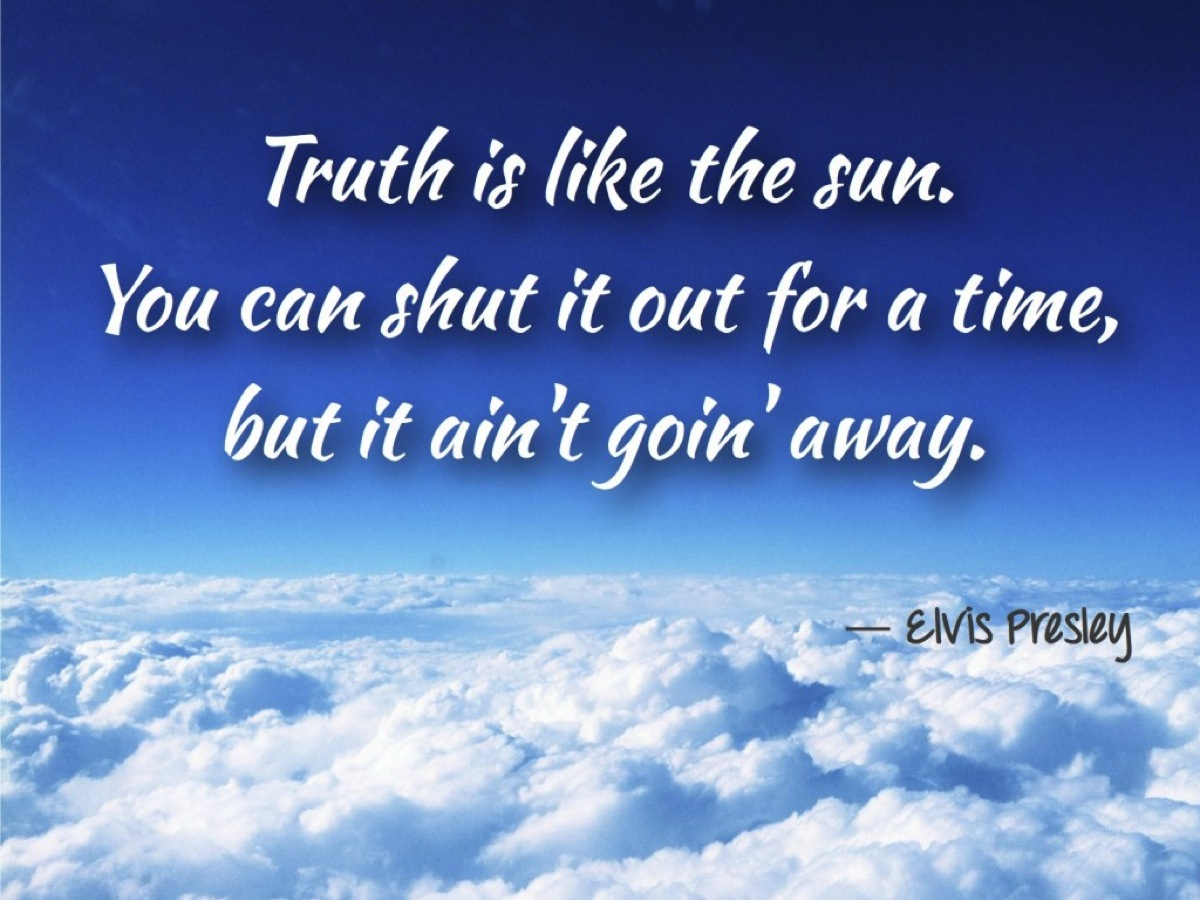 Truth is like the sun.
You can shut it out for a time,
but it ain't goin' away.
— Elvis Presley